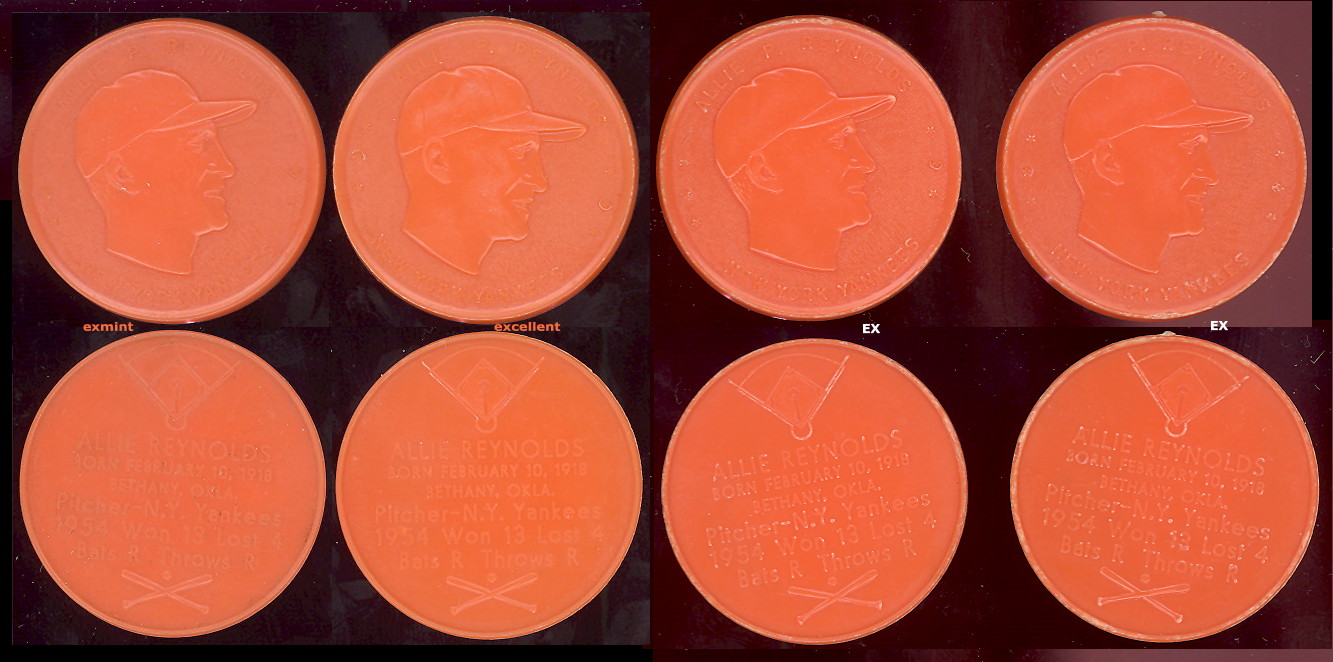 ALLIE P. REYNOLDS
ALLIE P. REYNOLDS
ALLIE P. REYNOLDS
ALLIE P. REYNOLDS
NEW YORK YANKEES
NEW YORK YANKEES
NEW YORK YANKEES
NEW YORK YANKEES
exmint
excellent
EX
EX
ALLIE REYNOLDS
BORN FEBRUARY 10, 1918
BETHANY, OKLA.
Pitcher-N.Y. Yankees
1954 Won 13 Lost 4
Bats R Throws R
ALLIE REYNOLDS
BORN FEBRUARY 10, 1918
BETHANY, OKLA.
Pitcher-N.Y. Yankees
1954 Won 13 Lost 4
Bats R Throws R
ALLIE REYNOLDS
BORN FEBRUARY 10, 1918
BETHANY, OKLA.
Pitcher-N.Y. Yankees
1954 Won 13 Lost 4
Bats R Throws R
ALLIE REYNOLDS
BORN FEBRUARY 10, 1918
BETHANY, OKLA.
Pitcher-N.Y. Yankees
1954 Won 13 Lost 4
Bats R Throws R